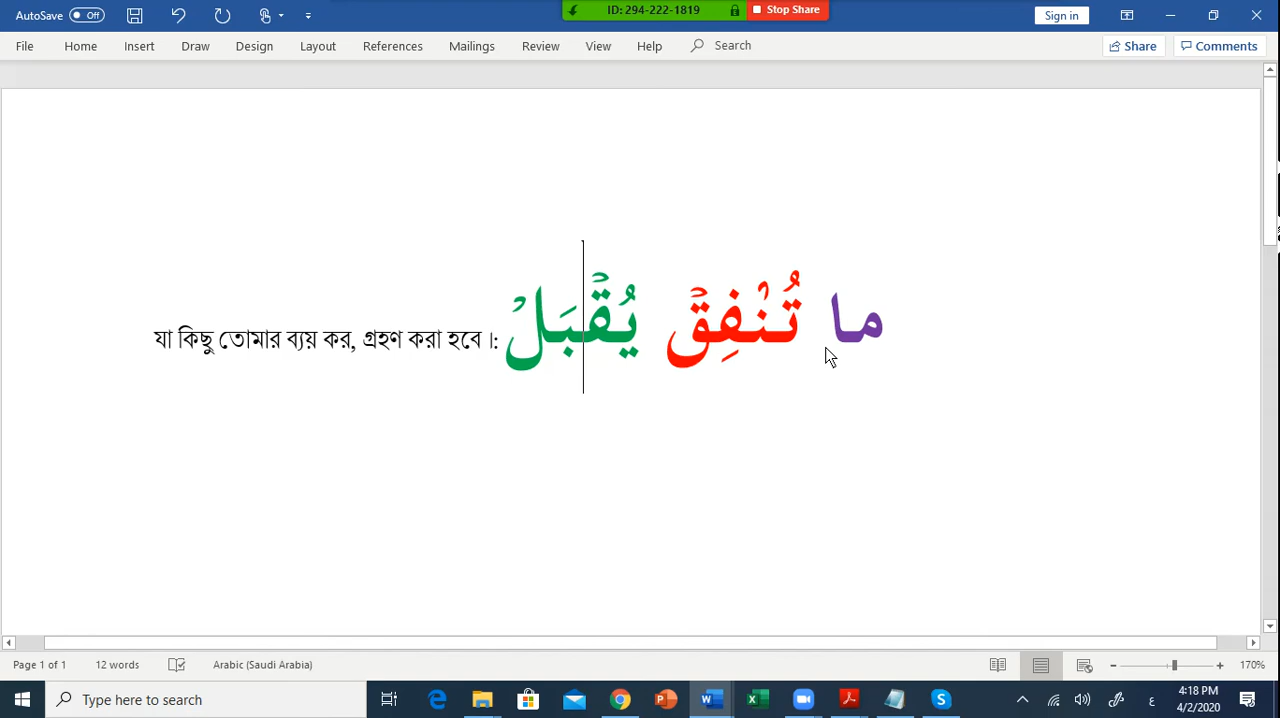 AutoSave Off
ID: 294-222-1819 Stop Share
Sign in
File Home Insert Draw Design Layout References Mailings Review View Help Search Share Comments
ما تُنْفِقْ يُقْبَلْ
যা কিছু তোমার ব্যয় কর, গ্রহণ করা হবে।:
Page 1 of 1 12 words Arabic (Saudi Arabia) 170%
Type here to search ع 4:18 PM
4/2/2020